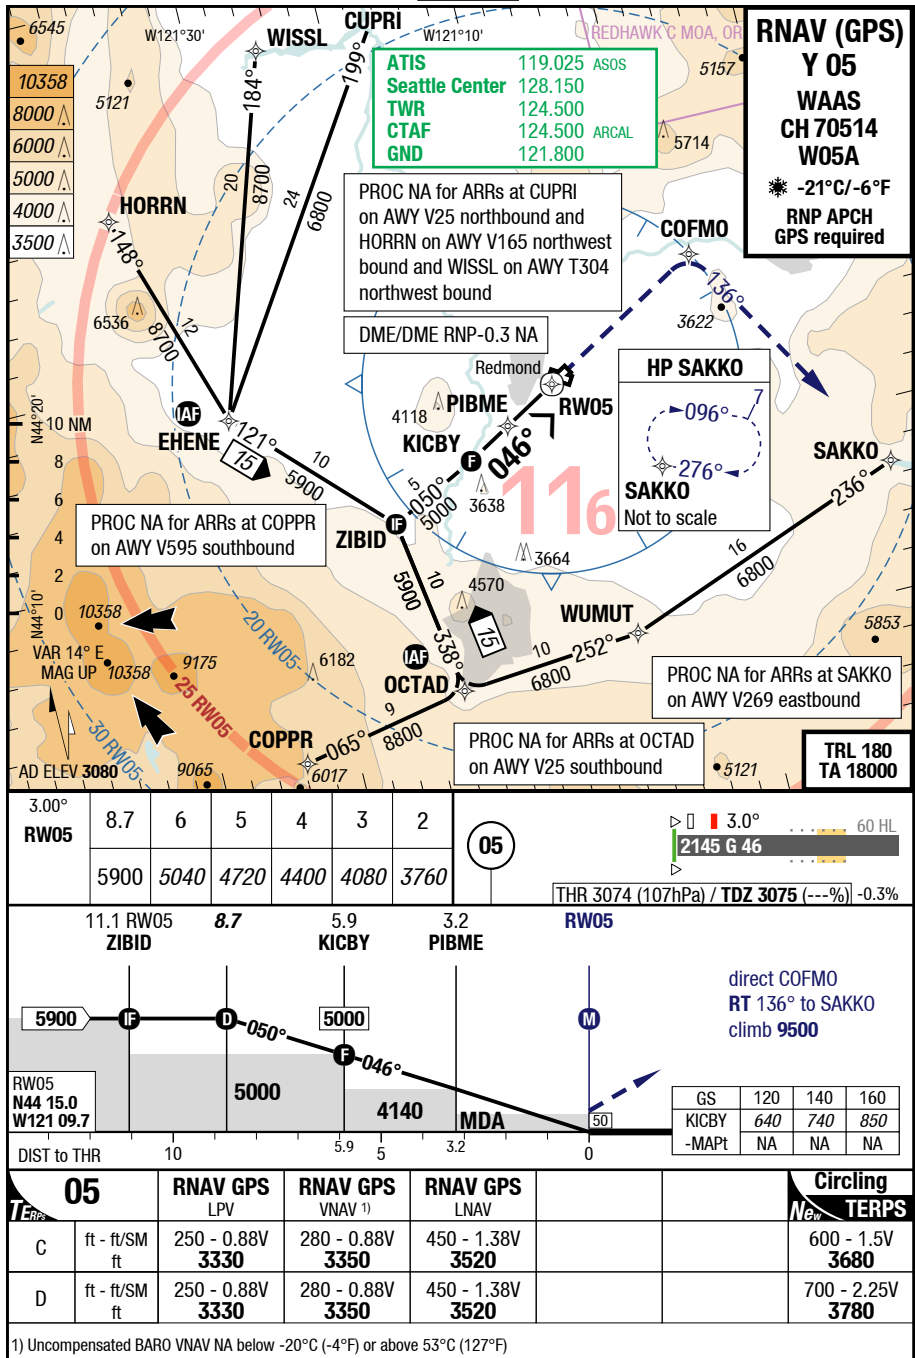 6545
W121°30'
WISSL
CUPRI
W121°10'
REDHAWK C MOA, OR
5157
RNAV (GPS)
Y 05
WAAS
CH 70514
W05A
-21°C/-6°F
RNP APCH
GPS required
10358
8000
6000
5000
4000
3500
5121
184°
199°
ATIS 119.025 ASOS
Seattle Center 128.150
TWR 124.500
CTAF 124.500 ARCAL
GND 121.800
5714
20
8700
24
6800
HORRN
148°
PROC NA for ARRs at CUPRI
on AWY V25 northbound and
HORRN on AWY V165 northwest
bound and WISSL on AWY T304
northwest bound
COFMO
136°
3622
6536
12
8700
DME/DME RNP-0.3 NA
Redmond
RW05
HP SAKKO
096°
7
276°
SAKKO
Not to scale
N44°20'
10 NM
8
6
4
2
0
IAF
EHENE
121°
15
10
5900
4118
PIBME
KICBY
F
046°
5
050°
5000
3638
116
SAKKO
236°
16
6800
PROC NA for ARRs at COPPR
on AWY V595 southbound
ZIBID
IF
3664
10
5900
4570
338°
15
WUMUT
252°
10
6800
5853
N44°10'
10358
20 RW05
VAR 14° E
MAG UP
10358
9175
25 RW05
6182
IAF
OCTAD
PROC NA for ARRs at SAKKO
on AWY V269 eastbound
9
8800
065°
COPPR
PROC NA for ARRs at OCTAD
on AWY V25 southbound
30 RW05
AD ELEV 3080
9065
6017
5121
TRL 180
TA 18000
3.00°
RW05
8.7 6 5 4 3 2
5900 5040 4720 4400 4080 3760
05
3.0°
60 HL
2145 G 46
THR 3074 (107hPa) / TDZ 3075 (---%) -0.3%
11.1 RW05 8.7 5.9 3.2 RW05
ZIBID KICBY PIBME
direct COFMO
RT 136° to SAKKO
climb 9500
5900
IF
D
050°
5000
F
046°
M
RW05
N44 15.0
W121 09.7
5000
4140
MDA
50
GS 120 140 160
KICBY 640 740 850
-MAPt NA NA NA
DIST to THR 10 5.9 5 3.2 0
TERPS 05
RNAV GPS LPV
RNAV GPS VNAV 1)
RNAV GPS LNAV
Circling
New TERPS
C ft - ft/SM 250 - 0.88V 280 - 0.88V 450 - 1.38V 600 - 1.5V
ft 3330 3350 3520 3680
D ft - ft/SM 250 - 0.88V 280 - 0.88V 450 - 1.38V 700 - 2.25V
ft 3330 3350 3520 3780
1) Uncompensated BARO VNAV NA below -20°C (-4°F) or above 53°C (127°F)